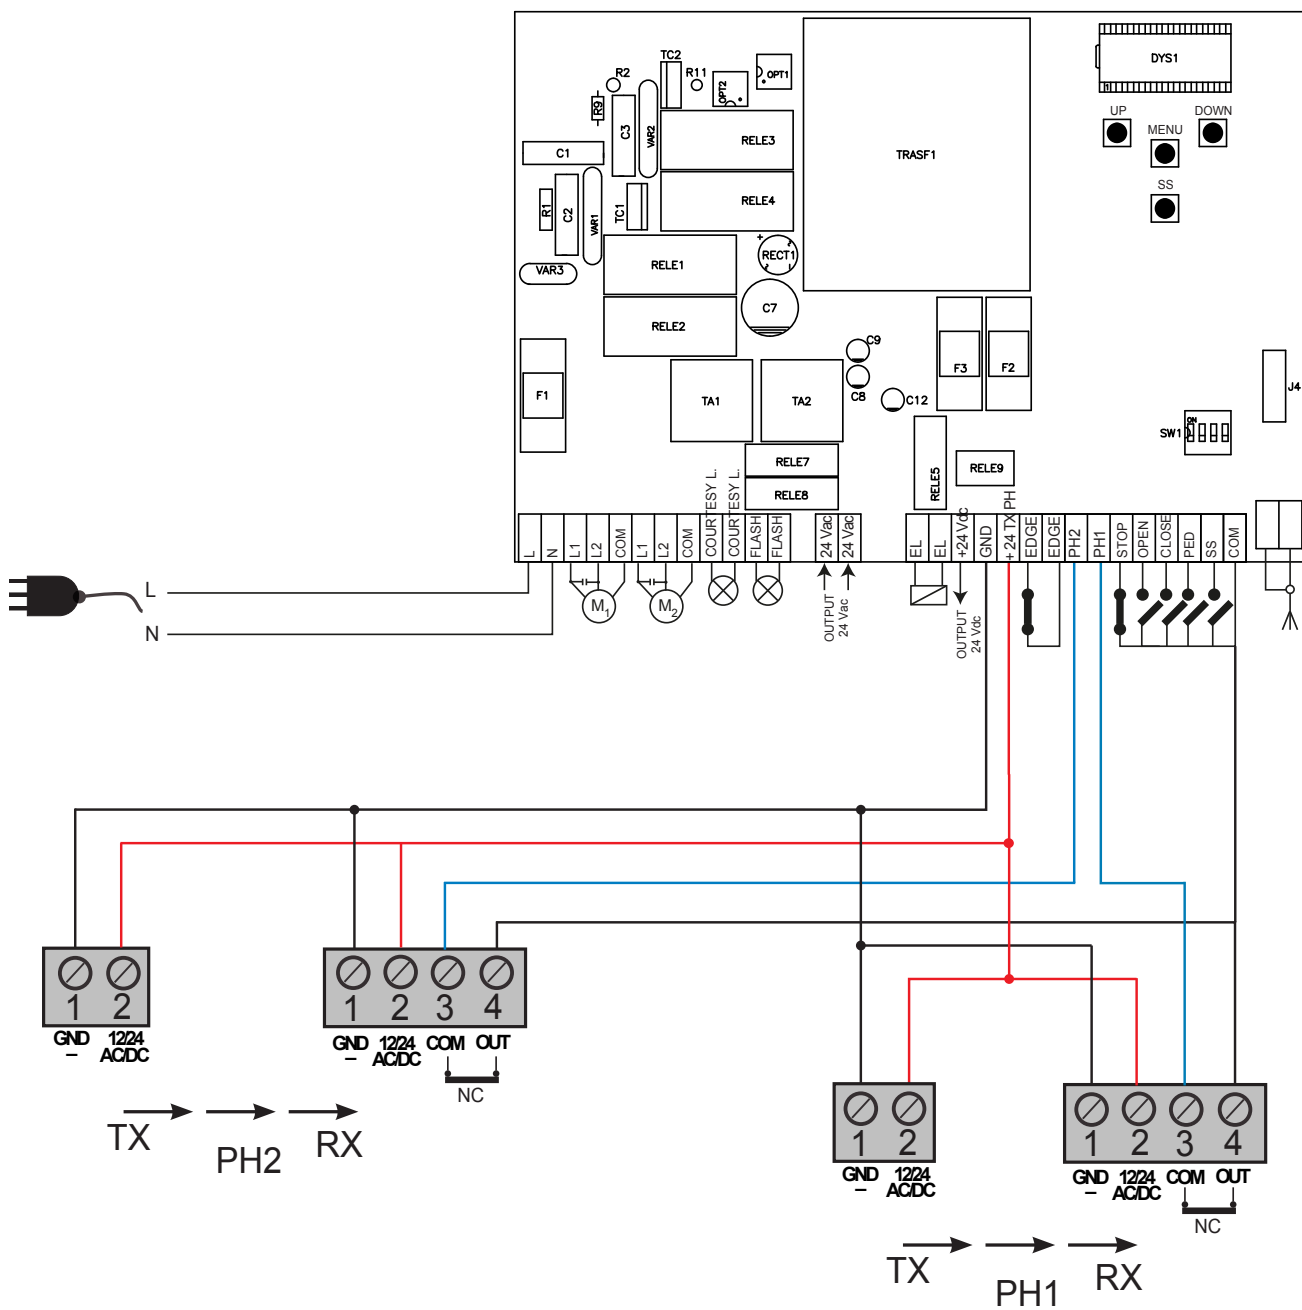 TC2
R2
R11
OPT1
OPT2
DYS1
1
R9
C3
VAR2
RELE3
TRASF1
UP
DOWN
MENU
C1
SS
R1
C2
VAR1
TC1
RELE4
+
RECT1
VAR3
RELE1
C7
RELE2
C9
C8
C12
F3
F2
F1
TA1
TA2
J4
ON
SW1
RELE7
RELE8
RELE5
RELE9
L
N
L1
L2
COM
L1
L2
COM
COURTESY L.
COURTESY L.
FLASH
FLASH
24 Vac
24 Vac
EL
EL
+24 Vdc
GND
+ 24 TX PH
EDGE
EDGE
PH2
PH1
STOP
OPEN
CLOSE
PED
SS
COM
L
N
M1
M2
OUTPUT
24 Vac
OUTPUT
24 Vdc
1 2
GND 12/24
– AC/DC
1 2 3 4
GND 12/24 COM OUT
– AC/DC
NC
TX PH2 RX
1 2
GND 12/24
– AC/DC
1 2 3 4
GND 12/24 COM OUT
– AC/DC
NC
TX PH1 RX